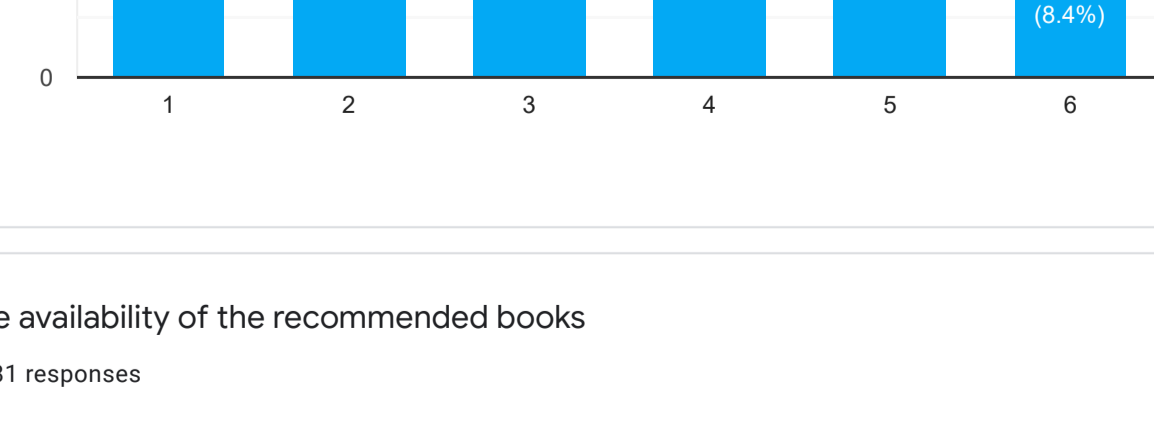 (8.4%)
0
1 2 3 4 5 6
availability of the recommended books
responses